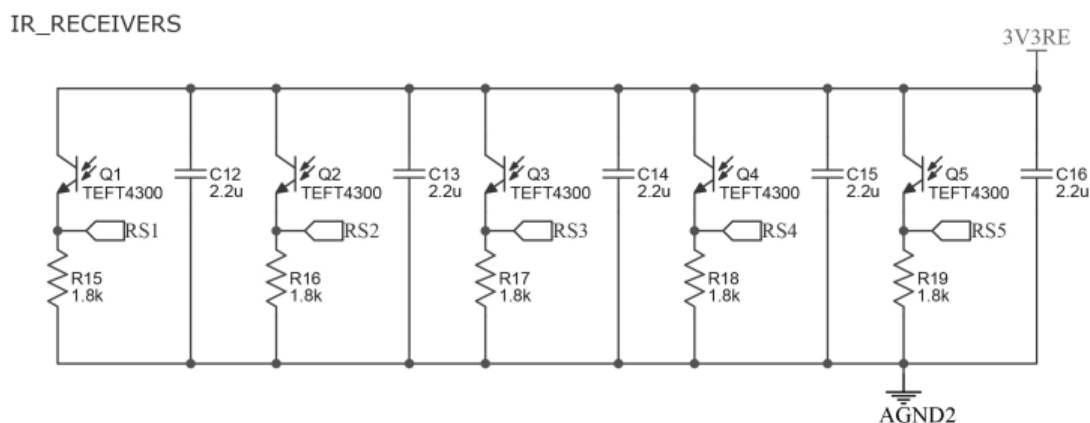 IR_RECEIVERS
3V3RE
Q1
TEFT4300
C12
2.2u
Q2
TEFT4300
C13
2.2u
Q3
TEFT4300
C14
2.2u
Q4
TEFT4300
C15
2.2u
Q5
TEFT4300
C16
2.2u
RS1
RS2
RS3
RS4
RS5
R15
1.8k
R16
1.8k
R17
1.8k
R18
1.8k
R19
1.8k
AGND2